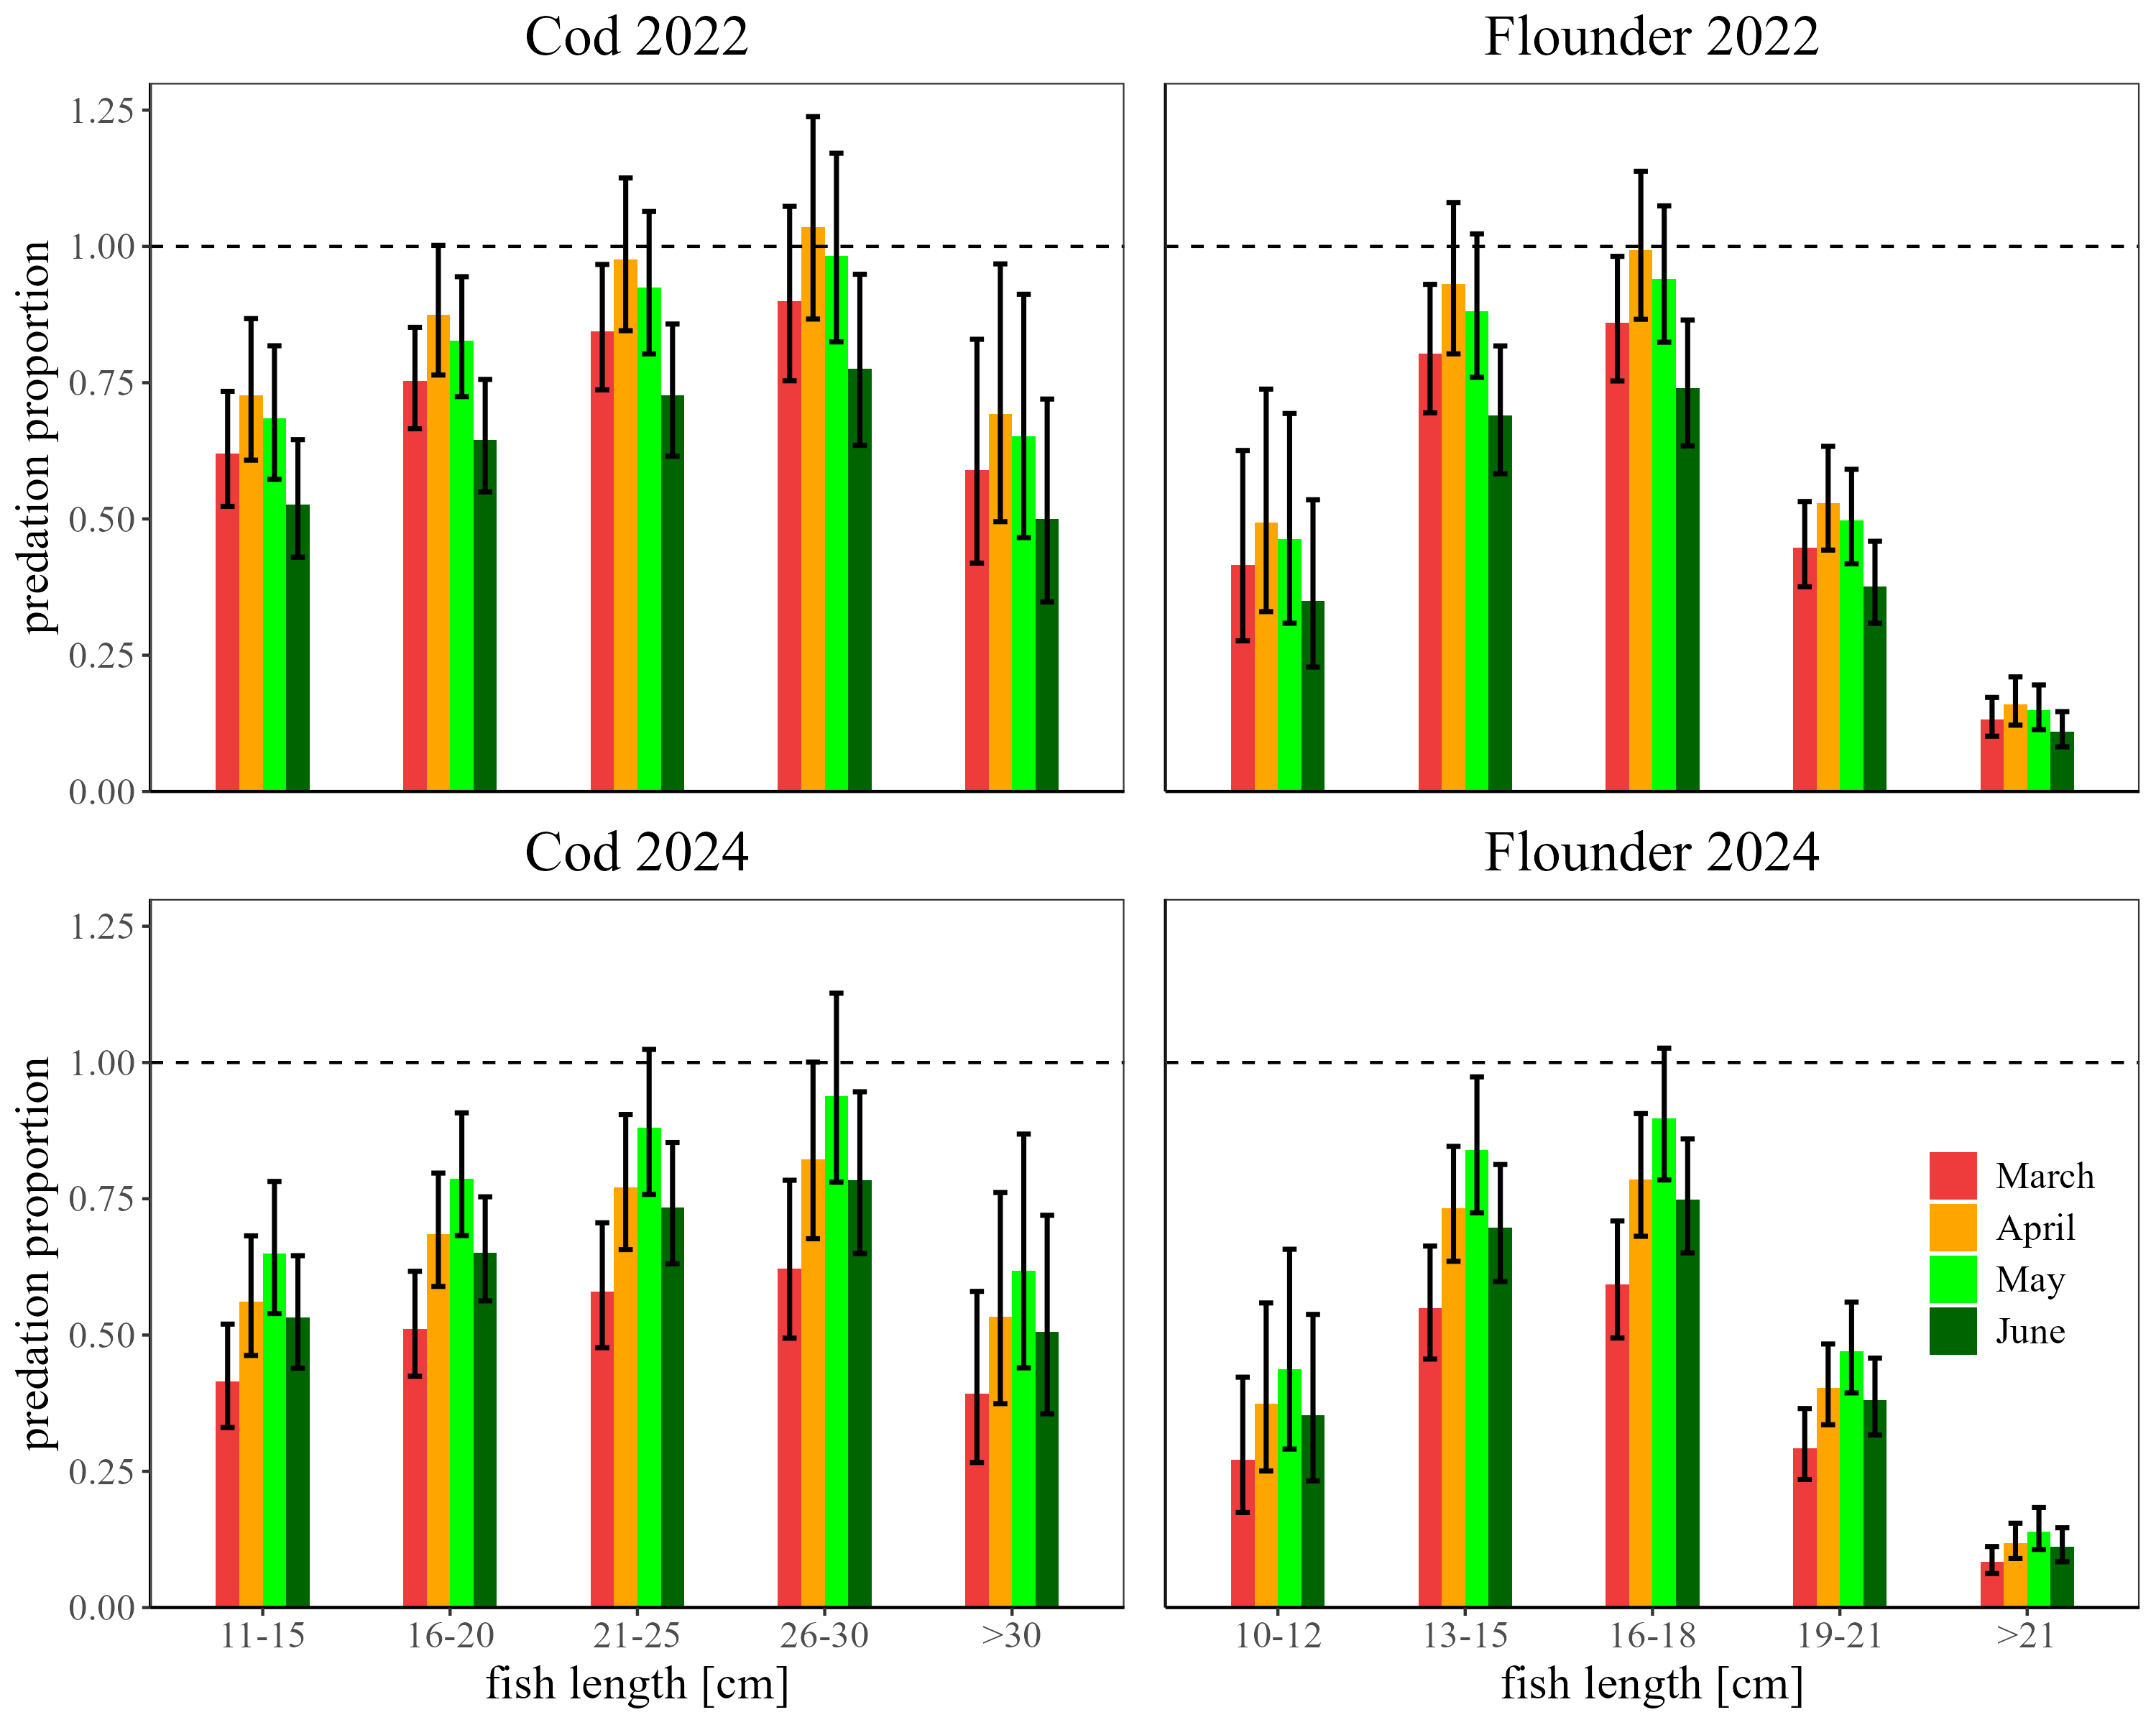 Cod 2022
Flounder 2022
predation proportion
1.25
1.00
0.75
0.50
0.25
0.00
Cod 2024
Flounder 2024
predation proportion
1.25
1.00
0.75
0.50
0.25
0.00
March
April
May
June
11-15 16-20 21-25 26-30 >30
10-12 13-15 16-18 19-21 >21
fish length [cm]
fish length [cm]